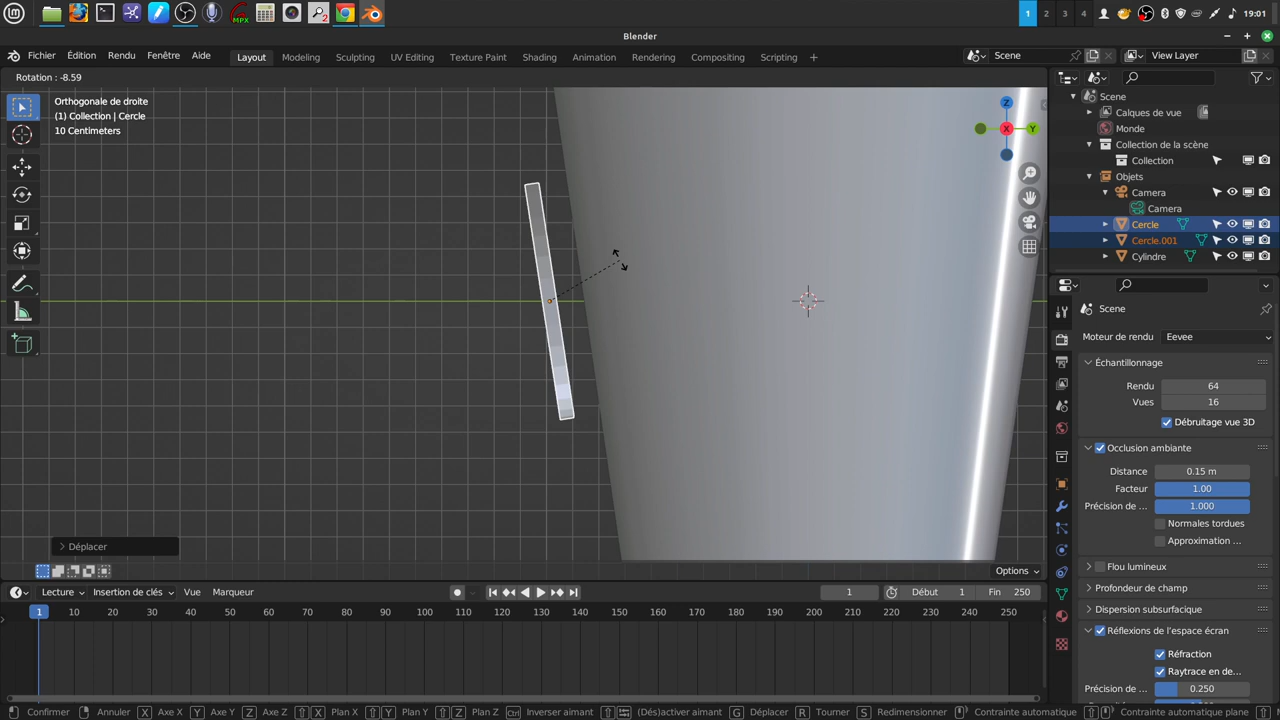 MPX
1
2
3
4
19:01
Blender
Fichier Édition Rendu Fenêtre Aide
Layout Modeling Sculpting UV Editing Texture Paint Shading Animation Rendering Compositing Scripting +
Scene
View Layer
Rotation : -8.59
Orthogonale de droite
(1) Collection | Cercle
10 Centimeters
Z
X
Y
Scene
Calques de vue
Monde
Collection de la scène
Collection
Objets
Camera
Camera
Cercle
Cercle.001
Cylindre
Scene
Moteur de rendu Eevee
Échantillonnage
Rendu 64
Vues 16
Débruitage vue 3D
Occlusion ambiante
Distance 0.15 m
Facteur 1.00
Précision de ... 1.000
Normales tordues
Approximation ...
Flou lumineux
Profondeur de champ
Dispersion subsurfacique
Réflexions de l'espace écran
Réfraction
Raytrace en de...
Précision de ... 0.250
Déplacer
Options
Lecture Insertion de clés Vue Marqueur
1 Début 1 Fin 250
1 10 20 30 40 50 60 70 80 90 100 110 120 130 140 150 160 170 180 190 200 210 220 230 240 250
Confirmer Annuler X Axe X Y Axe Y Z Axe Z X Plan X Y Plan Y Z Plan Z Ctrl Inverser aimant (Dés)activer aimant G Déplacer R Tourner S Redimensionner Contrainte automatique Contrainte automatique plane